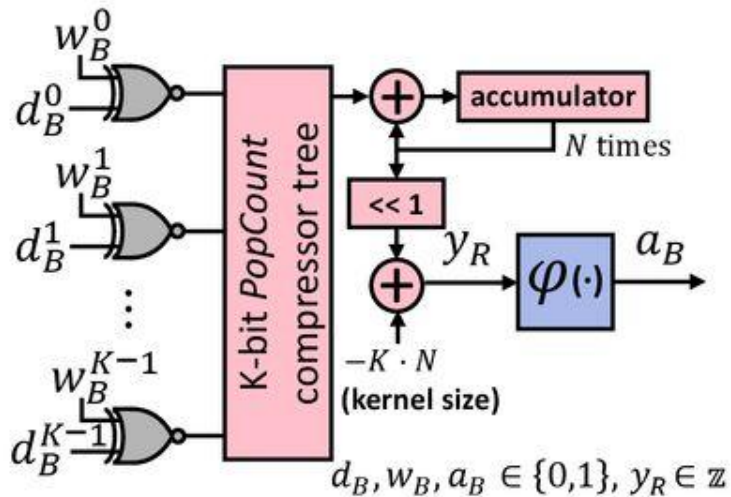 w_B^0
d_B^0
w_B^1
d_B^1
⋮
w_B^{K-1}
d_B^{K-1}
K-bit PopCount
compressor tree
+
accumulator
N times
<< 1
+
y_R
φ(·)
a_B
−K · N
(kernel size)
d_B, w_B, a_B ∈ {0,1}, y_R ∈ ℤ